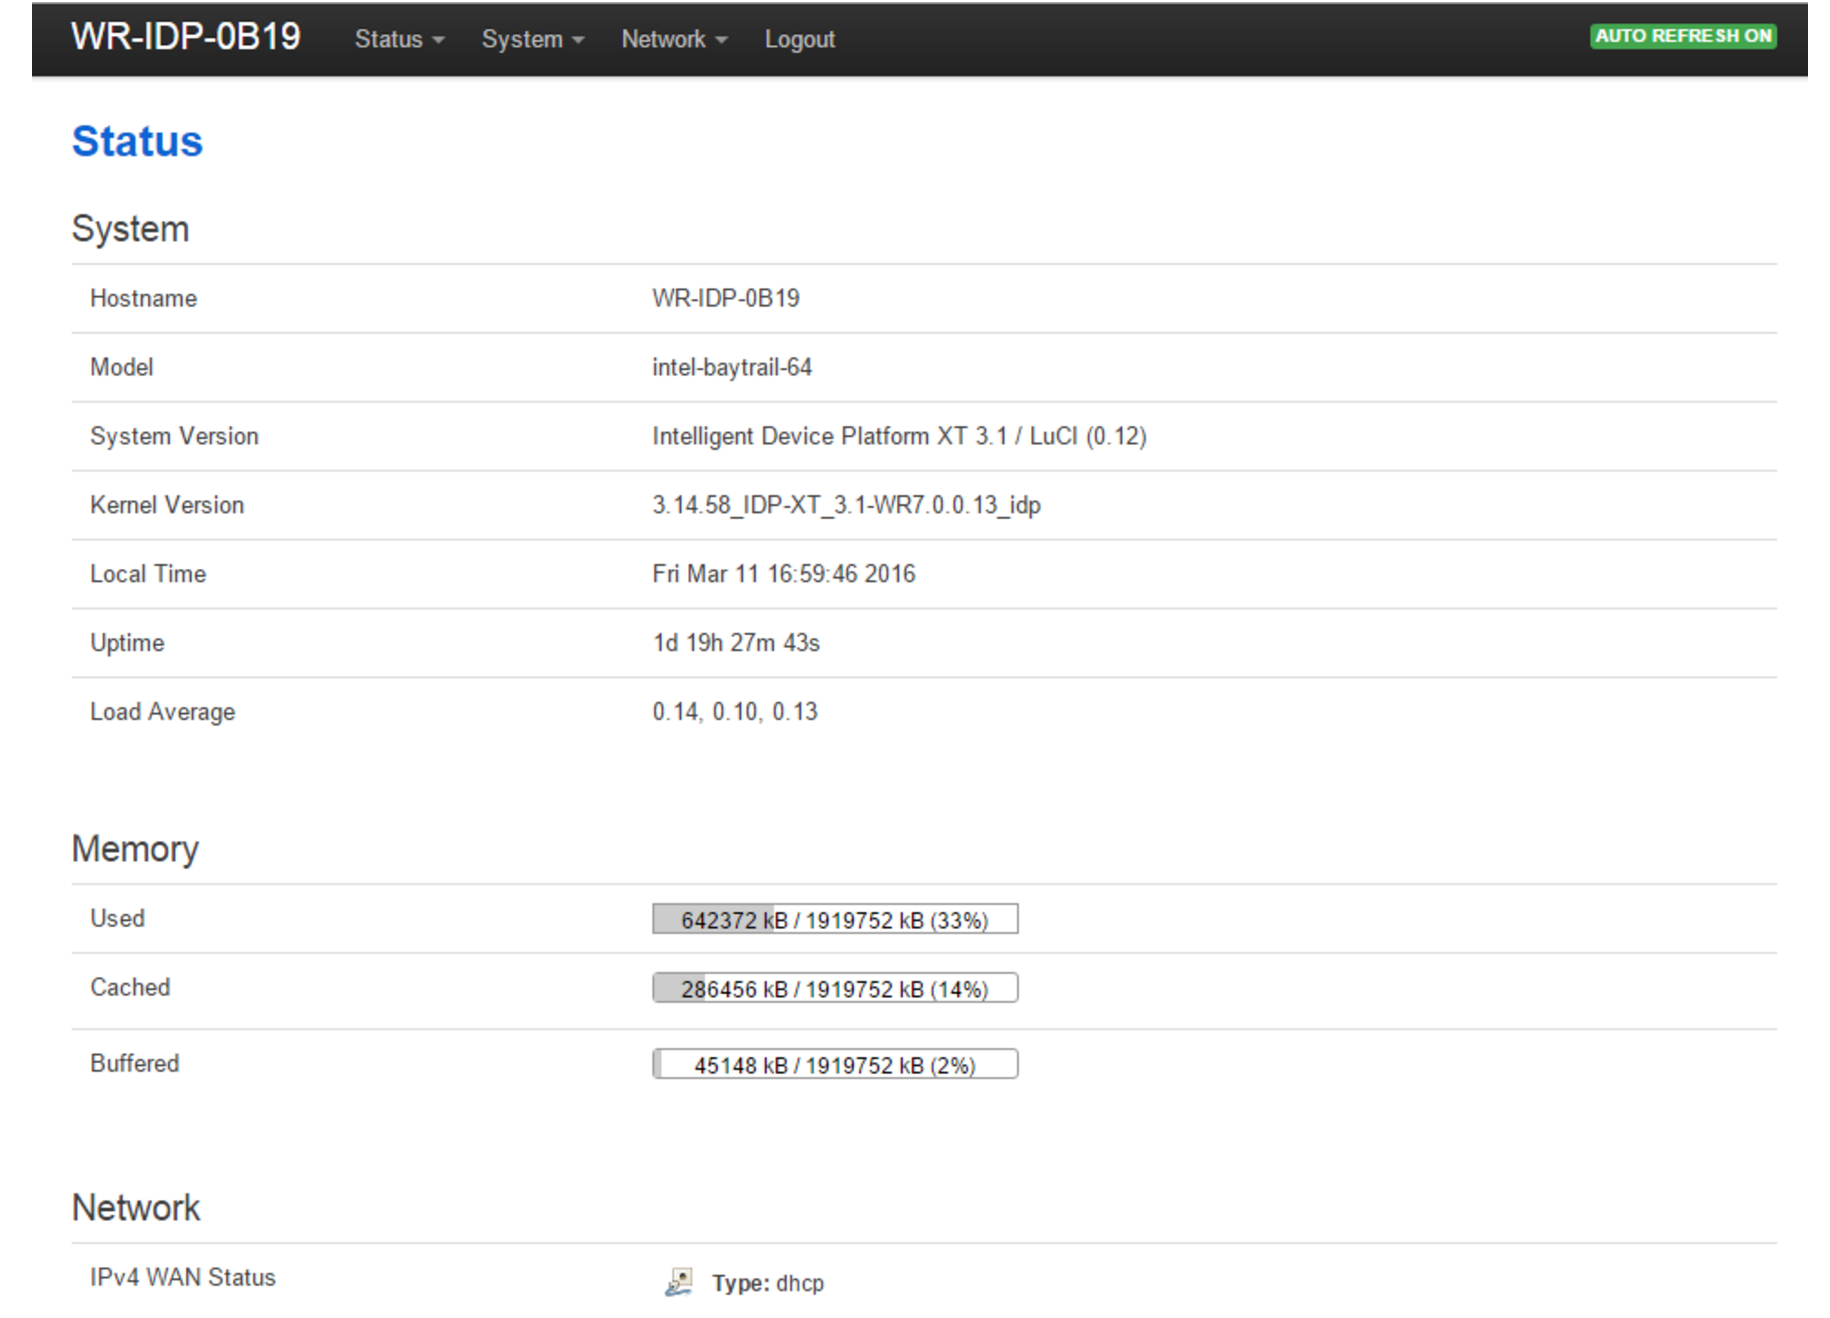 WR-IDP-0B19 Status System Network Logout AUTO REFRESH ON
Status
System
Hostname WR-IDP-0B19
Model intel-baytrail-64
System Version Intelligent Device Platform XT 3.1 / LuCI (0.12)
Kernel Version 3.14.58_IDP-XT_3.1-WR7.0.0.13_idp
Local Time Fri Mar 11 16:59:46 2016
Uptime 1d 19h 27m 43s
Load Average 0.14, 0.10, 0.13
Memory
Used 642372 kB / 1919752 kB (33%)
Cached 286456 kB / 1919752 kB (14%)
Buffered 45148 kB / 1919752 kB (2%)
Network
IPv4 WAN Status Type: dhcp